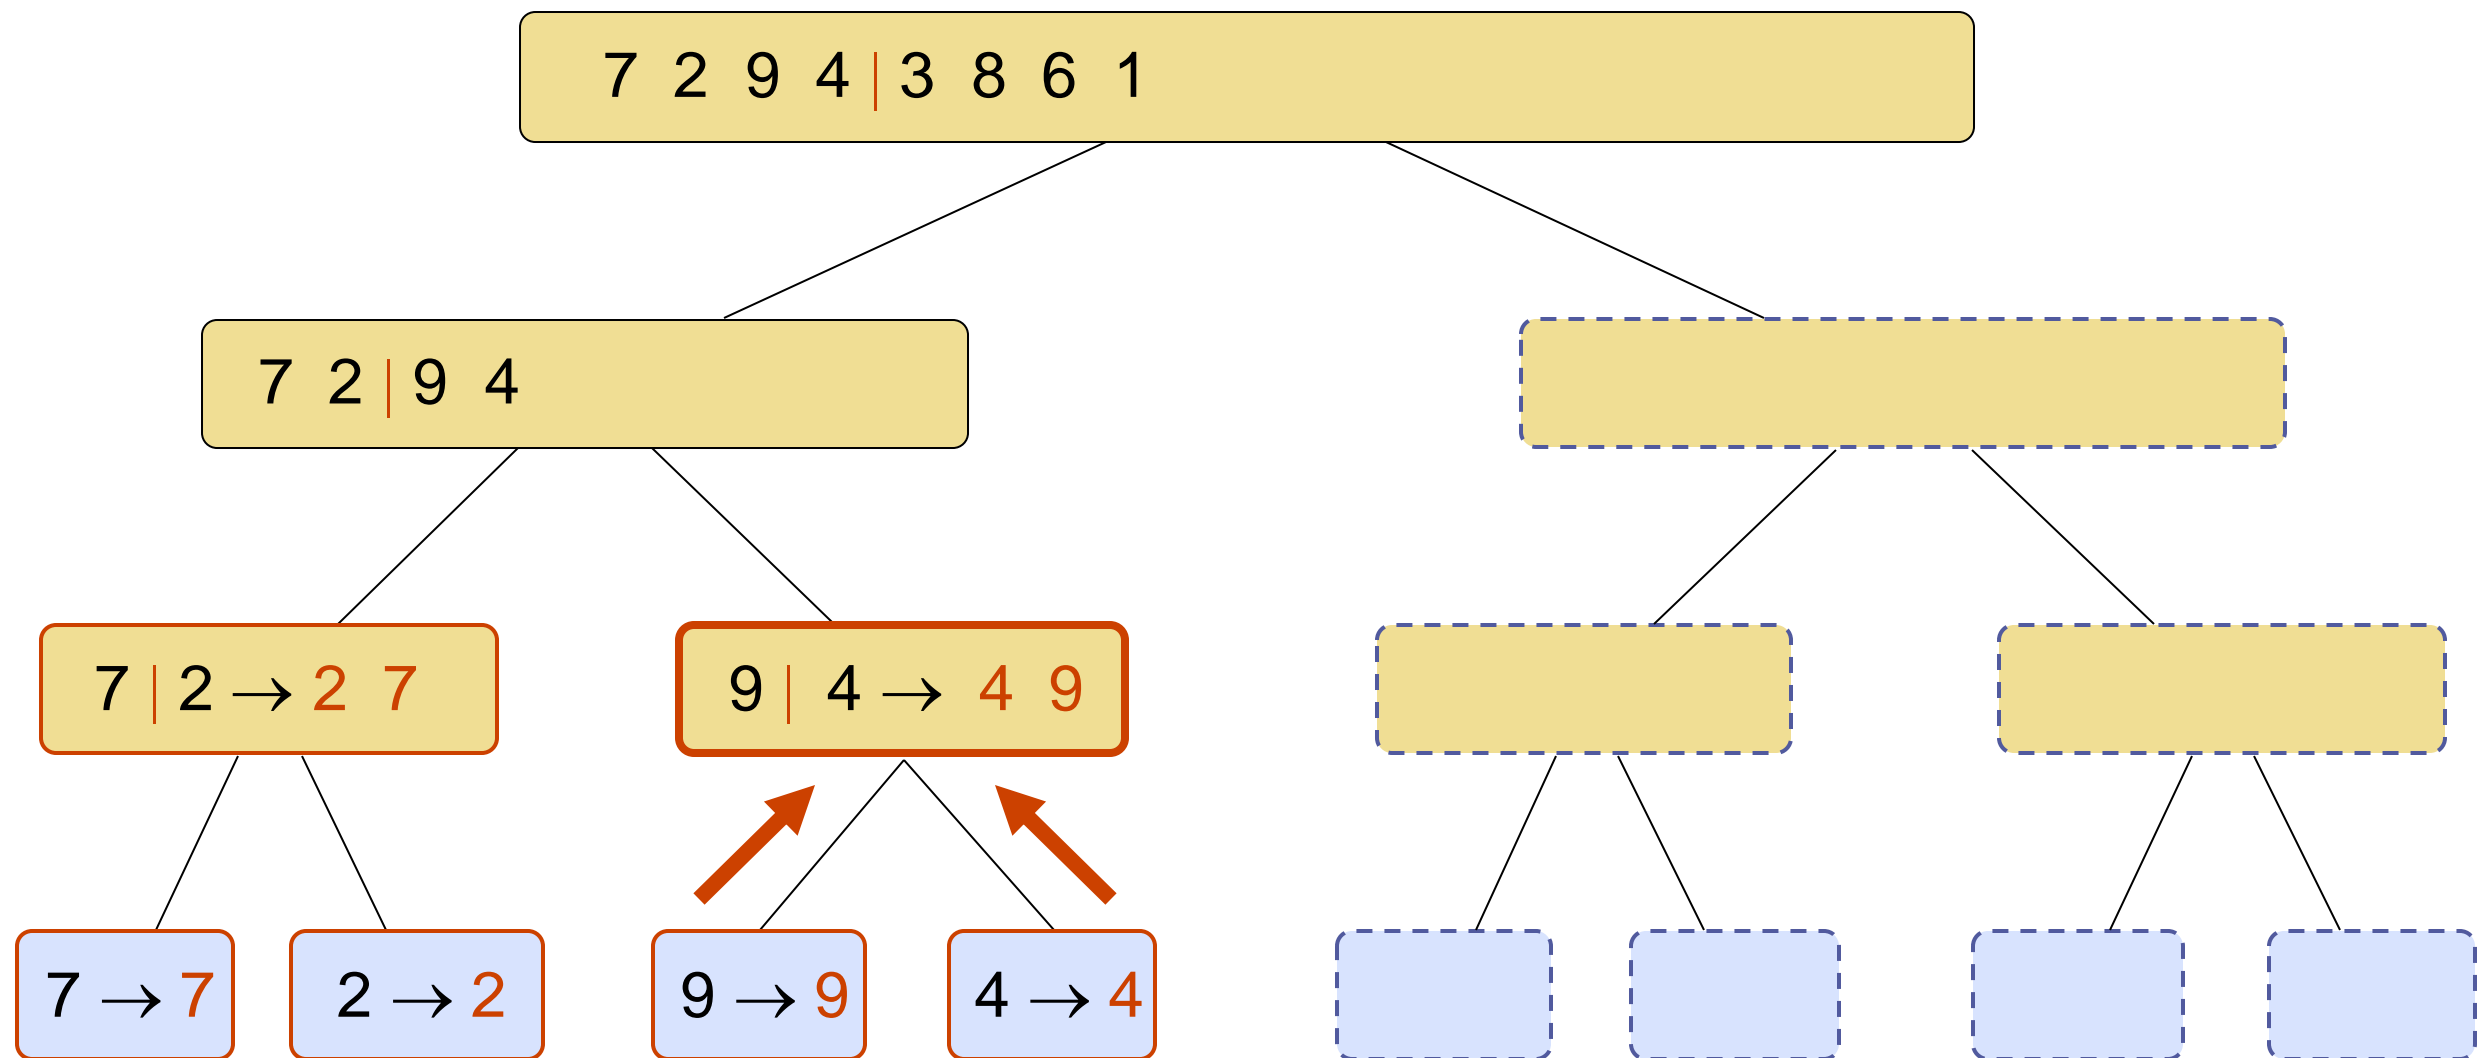 7 2 9 4 | 3 8 6 1
7 2 | 9 4
7 | 2 → 2 7
9 | 4 → 4 9
7 → 7
2 → 2
9 → 9
4 → 4